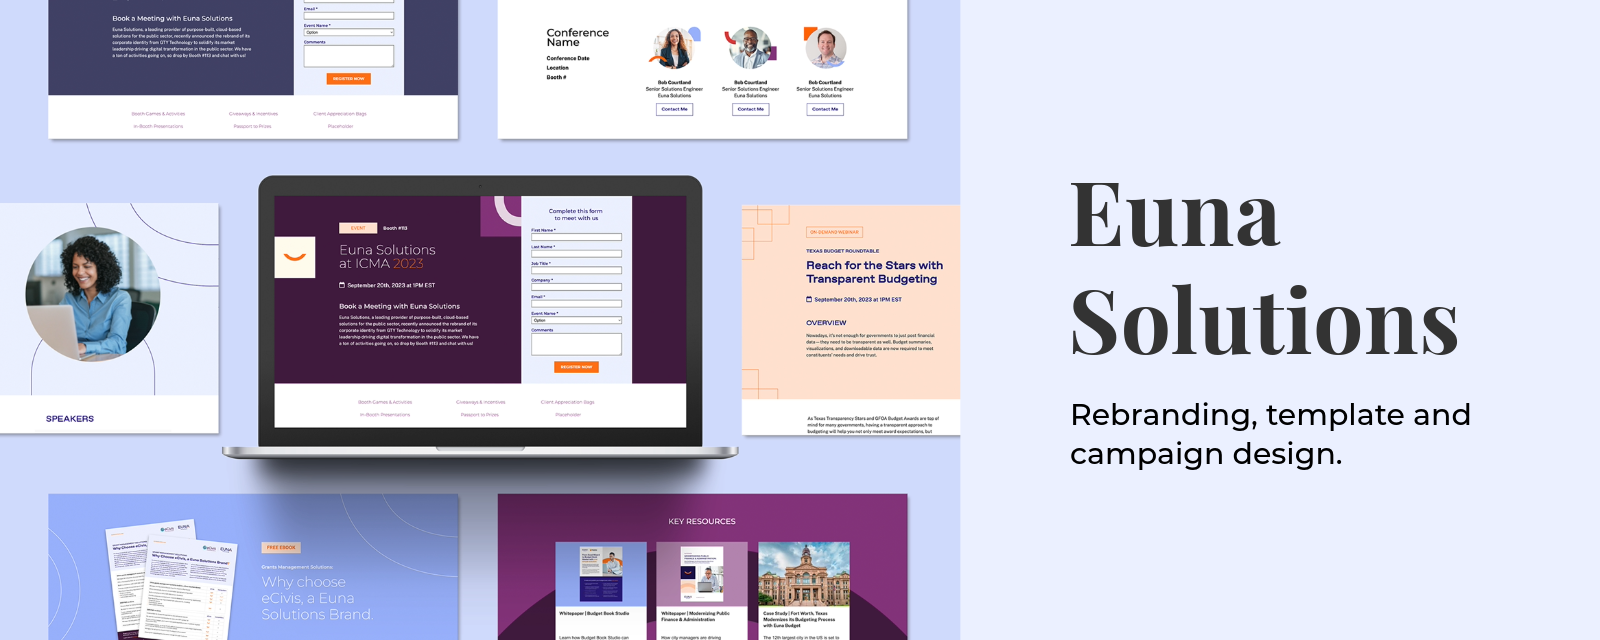 Email *
Book a Meeting with Euna Solutions
Event Name *
Euna Solutions, a leading provider of purpose-built, cloud-based
Option
solutions for the public sector, recently announced the rebrand of its
corporate identity from GTY Technology to solidify its market
Comments
leadership-driving digital transformation in the public sector. We have
a ton of activities going on, so drop by Booth #113 and chat with us!
REGISTER NOW
Booth Games & Activities
Giveaways & Incentives
Client Appreciation Bags
In-Booth Presentations
Passport to Prizes
Placeholder
Conference
Name
Conference Date
Location
Booth #
Rob Courtland
Senior Solutions Engineer
Euna Solutions
Contact Me
Rob Courtland
Senior Solutions Engineer
Euna Solutions
Contact Me
Rob Courtland
Senior Solutions Engineer
Euna Solutions
Contact Me
SPEAKERS
EVENT
Booth #113
Euna Solutions
at ICMA 2023
September 20th, 2023 at 1PM EST
Book a Meeting with Euna Solutions
Euna Solutions, a leading provider of purpose-built, cloud-based
solutions for the public sector, recently announced the rebrand of its
corporate identity from GTY Technology to solidify its market
leadership-driving digital transformation in the public sector. We have
a ton of activities going on, so drop by Booth #113 and chat with us!
Complete this form
to meet with us
First Name *
Last Name *
Job Title *
Company *
Email *
Event Name *
Option
Comments
REGISTER NOW
Booth Games & Activities
Giveaways & Incentives
Client Appreciation Bags
In-Booth Presentations
Passport to Prizes
Placeholder
ON-DEMAND WEBINAR
TEXAS BUDGET ROUNDTABLE
Reach for the Stars with
Transparent Budgeting
September 20th, 2023 at 1PM EST
OVERVIEW
Nowadays, it's not enough for governments to just post financial
data—they need to be transparent as well. Budget summaries,
visualizations, and downloadable data are now required to meet
constituents' needs and drive trust.
As Texas Transparency Stars and GFOA Budget Awards are top of
mind for many governments, having a transparent approach to
budgeting will help you not only meet award expectations, but
eCivis
EUNA
Why Choose eCivis, a Euna Solutions Brand?
FREE EBOOK
Grants Management Solutions:
Why choose
eCivis, a Euna
Solutions Brand.
KEY RESOURCES
Whitepaper | Budget Book Studio
Learn how Budget Book Studio can
Whitepaper | Modernizing Public
Finance & Administration
How city managers are driving
Case Study | Fort Worth, Texas
Modernizes Its Budgeting Process
with Euna Budget
The 12th largest city in the US is set to
Euna
Solutions
Rebranding, template and
campaign design.